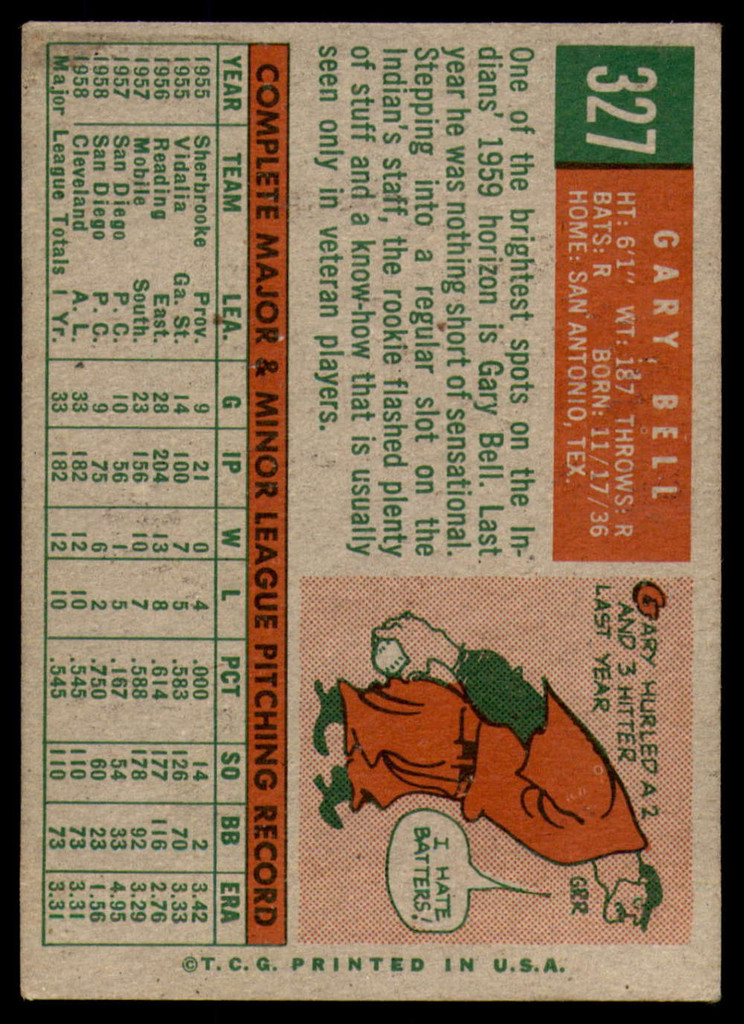 327
GARY BELL
HT: 6'1" WT: 187 THROWS: R
BATS: R BORN: 11/17/36
HOME: SAN ANTONIO, TEX.
One of the brightest spots on the In-
dians' 1959 horizon is Gary Bell. Last
year he was nothing short of sensational.
Stepping into a regular slot on the
Indian's staff, the rookie flashed plenty
of stuff and a know-how that is usually
seen only in veteran players.
GARY HURLED A 2
AND 3 HITTER
LAST YEAR
GRR
I HATE
BATTERS!
COMPLETE MAJOR & MINOR LEAGUE PITCHING RECORD
YEAR TEAM LEA. G IP W L PCT SO BB ERA
1955 Sherbrooke Prov. 9 21 0 4 .000 14 2 3.42
1955 Vidalia Ga. St. 14 100 7 5 .583 126 70 3.33
1956 Reading East. 28 204 13 8 .614 177 116 2.76
1957 Mobile South. 23 156 10 7 .588 178 92 3.29
1957 San Diego P. C. 10 56 1 5 .167 54 33 4.95
1958 San Diego P. C. 9 75 6 2 .750 60 23 1.56
1958 Cleveland A. L. 33 182 12 10 .545 110 73 3.31
Major League Totals 1 Yr. 33 182 12 10 .545 110 73 3.31
©T.C.G. PRINTED IN U.S.A.